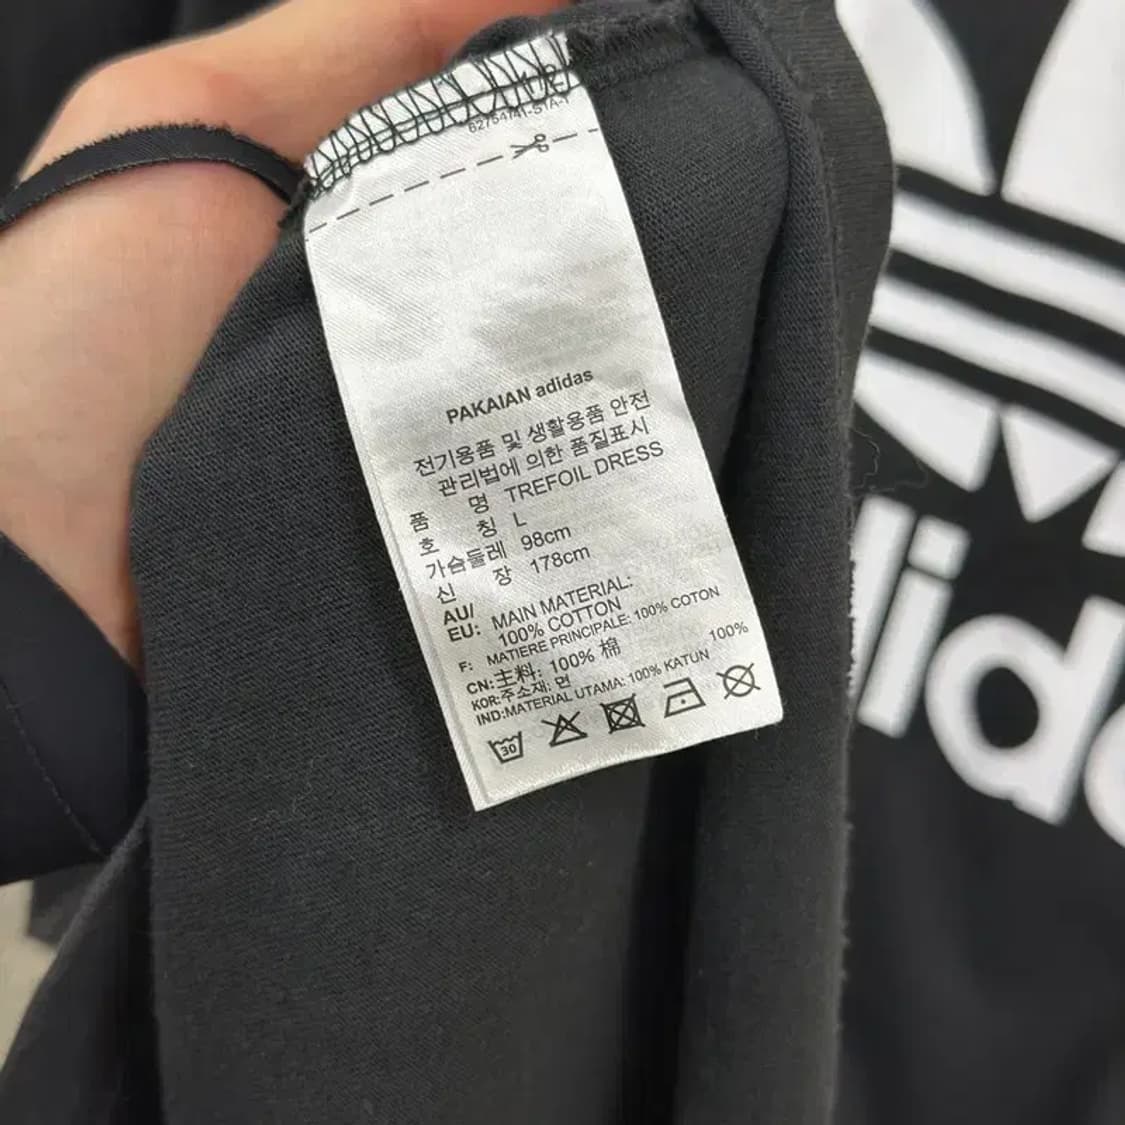 PAKAIAN adidas
전기용품 및 생활용품 안전
관리법에 의한 품질표시
품 명 TREFOIL DRESS
호 칭 L
가슴둘레 98cm
신 장 178cm
AU/
EU: MAIN MATERIAL:
100% COTTON
F: MATIERE PRINCIPALE: 100% COTON
CN:主料: 100% 棉
KOR:주소재: 면 100%
IND:MATERIAL UTAMA: 100% KATUN
30
adidas